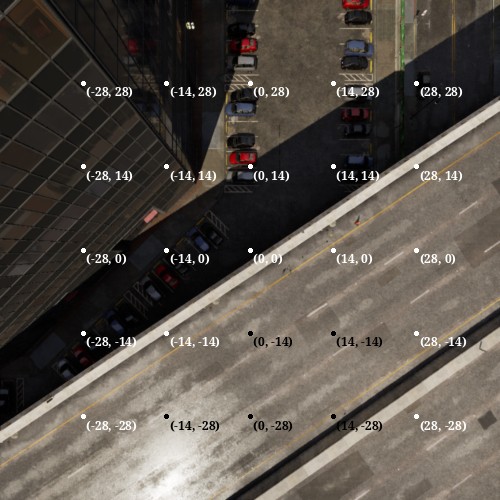 (-28, 28) (-14, 28) (0, 28) (14, 28) (28, 28)
(-28, 14) (-14, 14) (0, 14) (14, 14) (28, 14)
(-28, 0) (-14, 0) (0, 0) (14, 0) (28, 0)
(-28, -14) (-14, -14) (0, -14) (14, -14) (28, -14)
(-28, -28) (-14, -28) (0, -28) (14, -28) (28, -28)